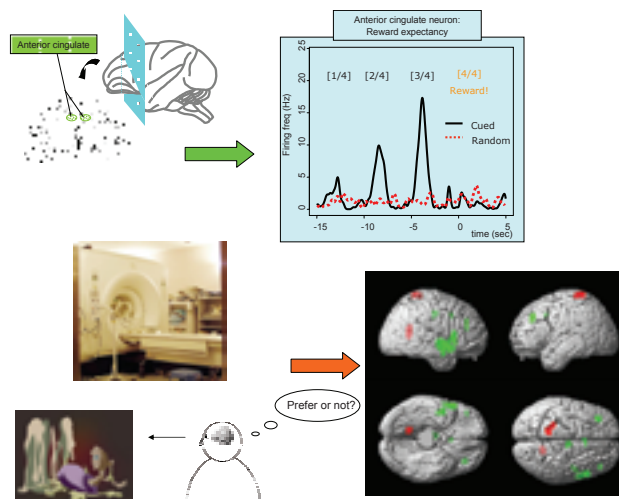 Anterior cingulate
Anterior cingulate neuron:
Reward expectancy
Firing freq (Hz)
25
20
15
10
5
0
[1/4] [2/4] [3/4] [4/4]
Reward!
Cued
Random
-15 -10 -5 0 5
time (sec)
Prefer or not?